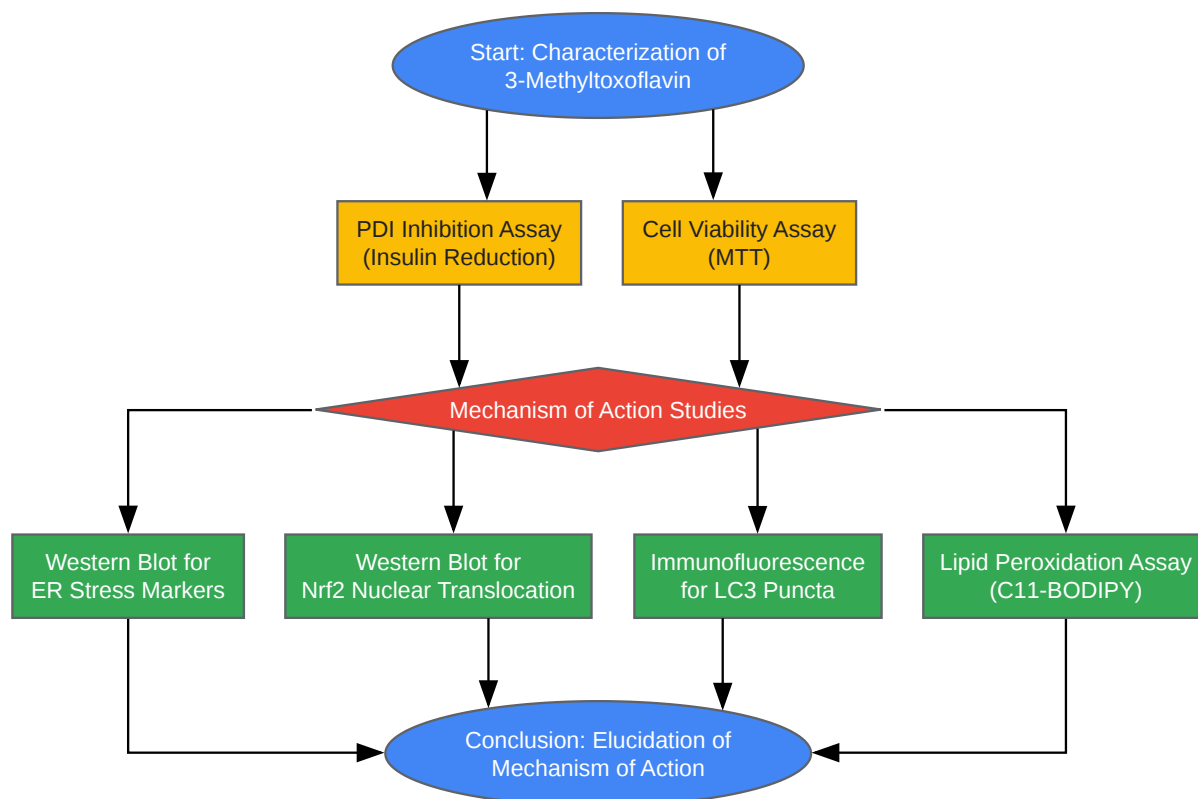 Start: Characterization of
3-Methyltoxoflavin
PDI Inhibition Assay
(Insulin Reduction)
Cell Viability Assay
(MTT)
Mechanism of Action Studies
Western Blot for
ER Stress Markers
Western Blot for
Nrf2 Nuclear Translocation
Immunofluorescence
for LC3 Puncta
Lipid Peroxidation Assay
(C11-BODIPY)
Conclusion: Elucidation of
Mechanism of Action